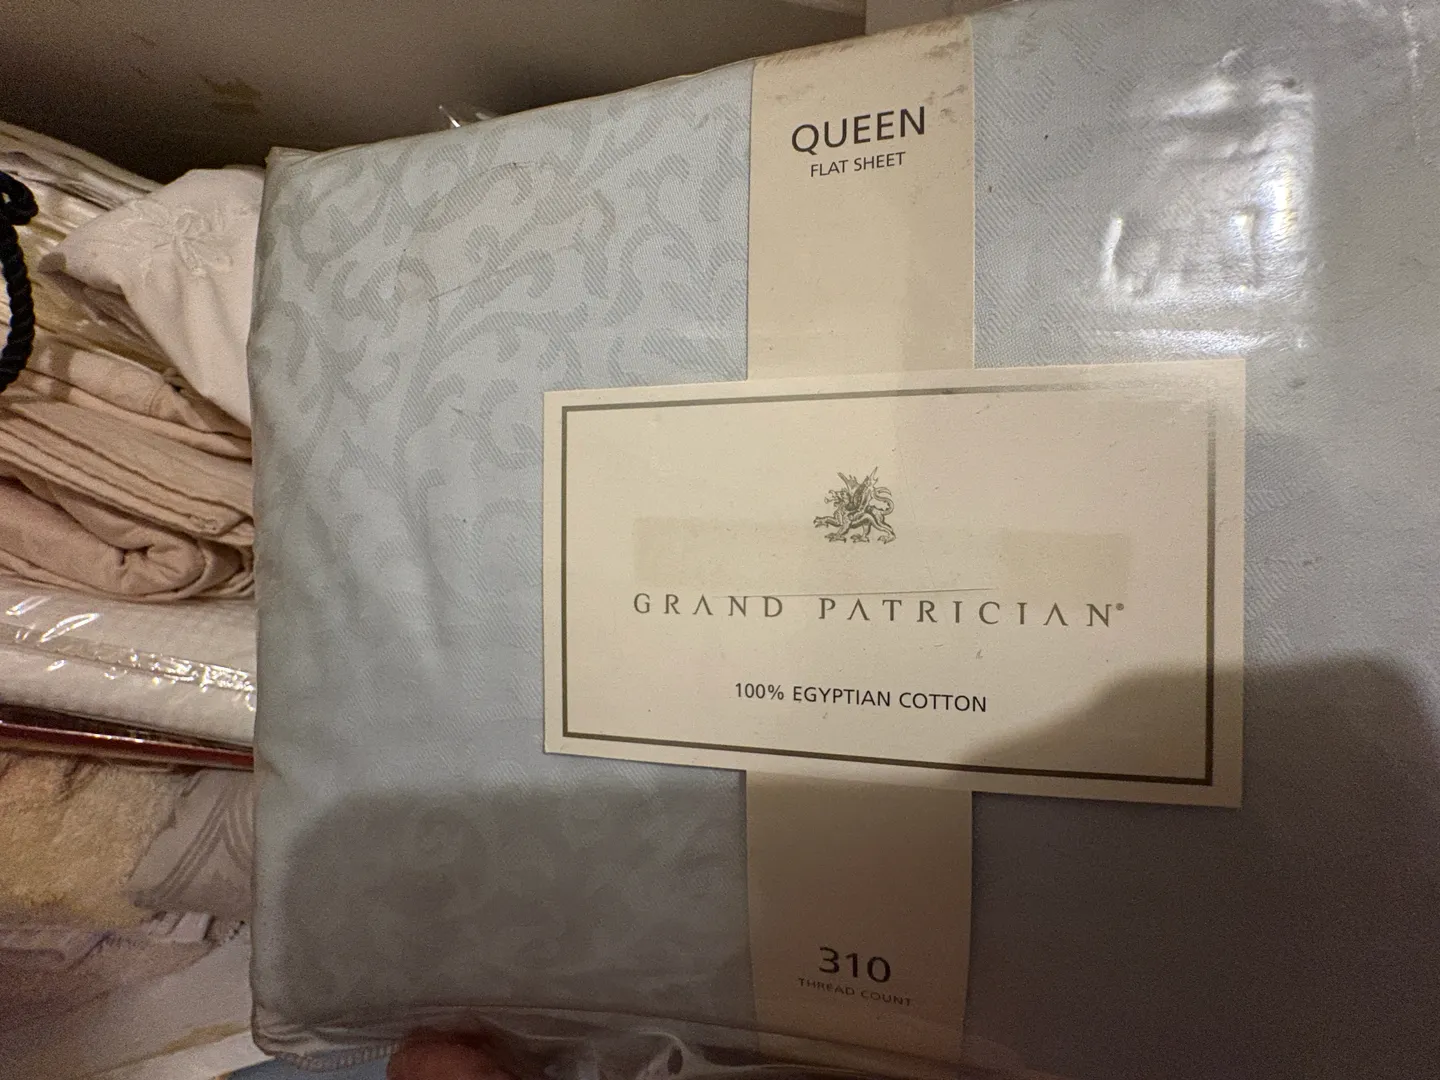 QUEEN
FLAT SHEET
GRAND PATRICIAN®
100% EGYPTIAN COTTON
310
THREAD COUNT